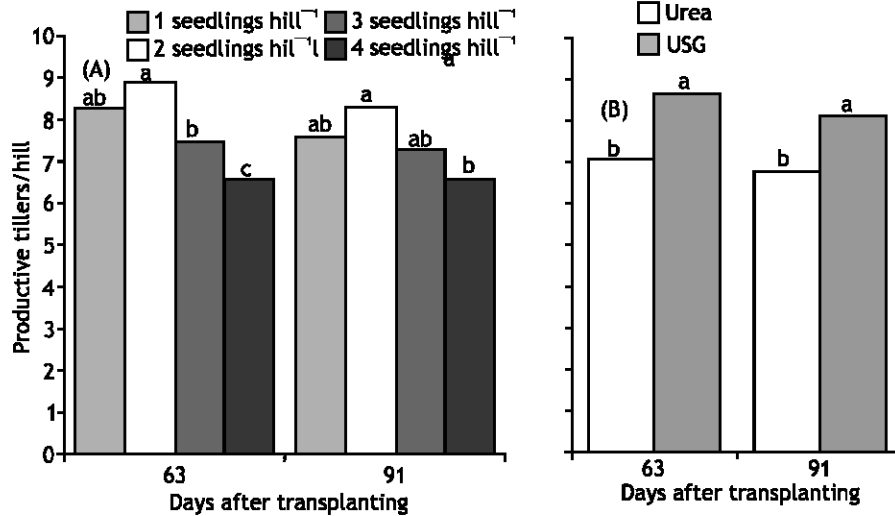 1 seedlings hill⁻¹ 3 seedlings hill⁻¹
2 seedlings hil⁻¹l 4 seedlings hill⁻¹
a
(A)
10
9
8
7
6
5
4
3
2
1
0
Productive tillers/hill
ab
a
b
c
ab
a
ab
b
63 91
Days after transplanting
Urea
USG
(B)
b
a
b
a
63 91
Days after transplanting